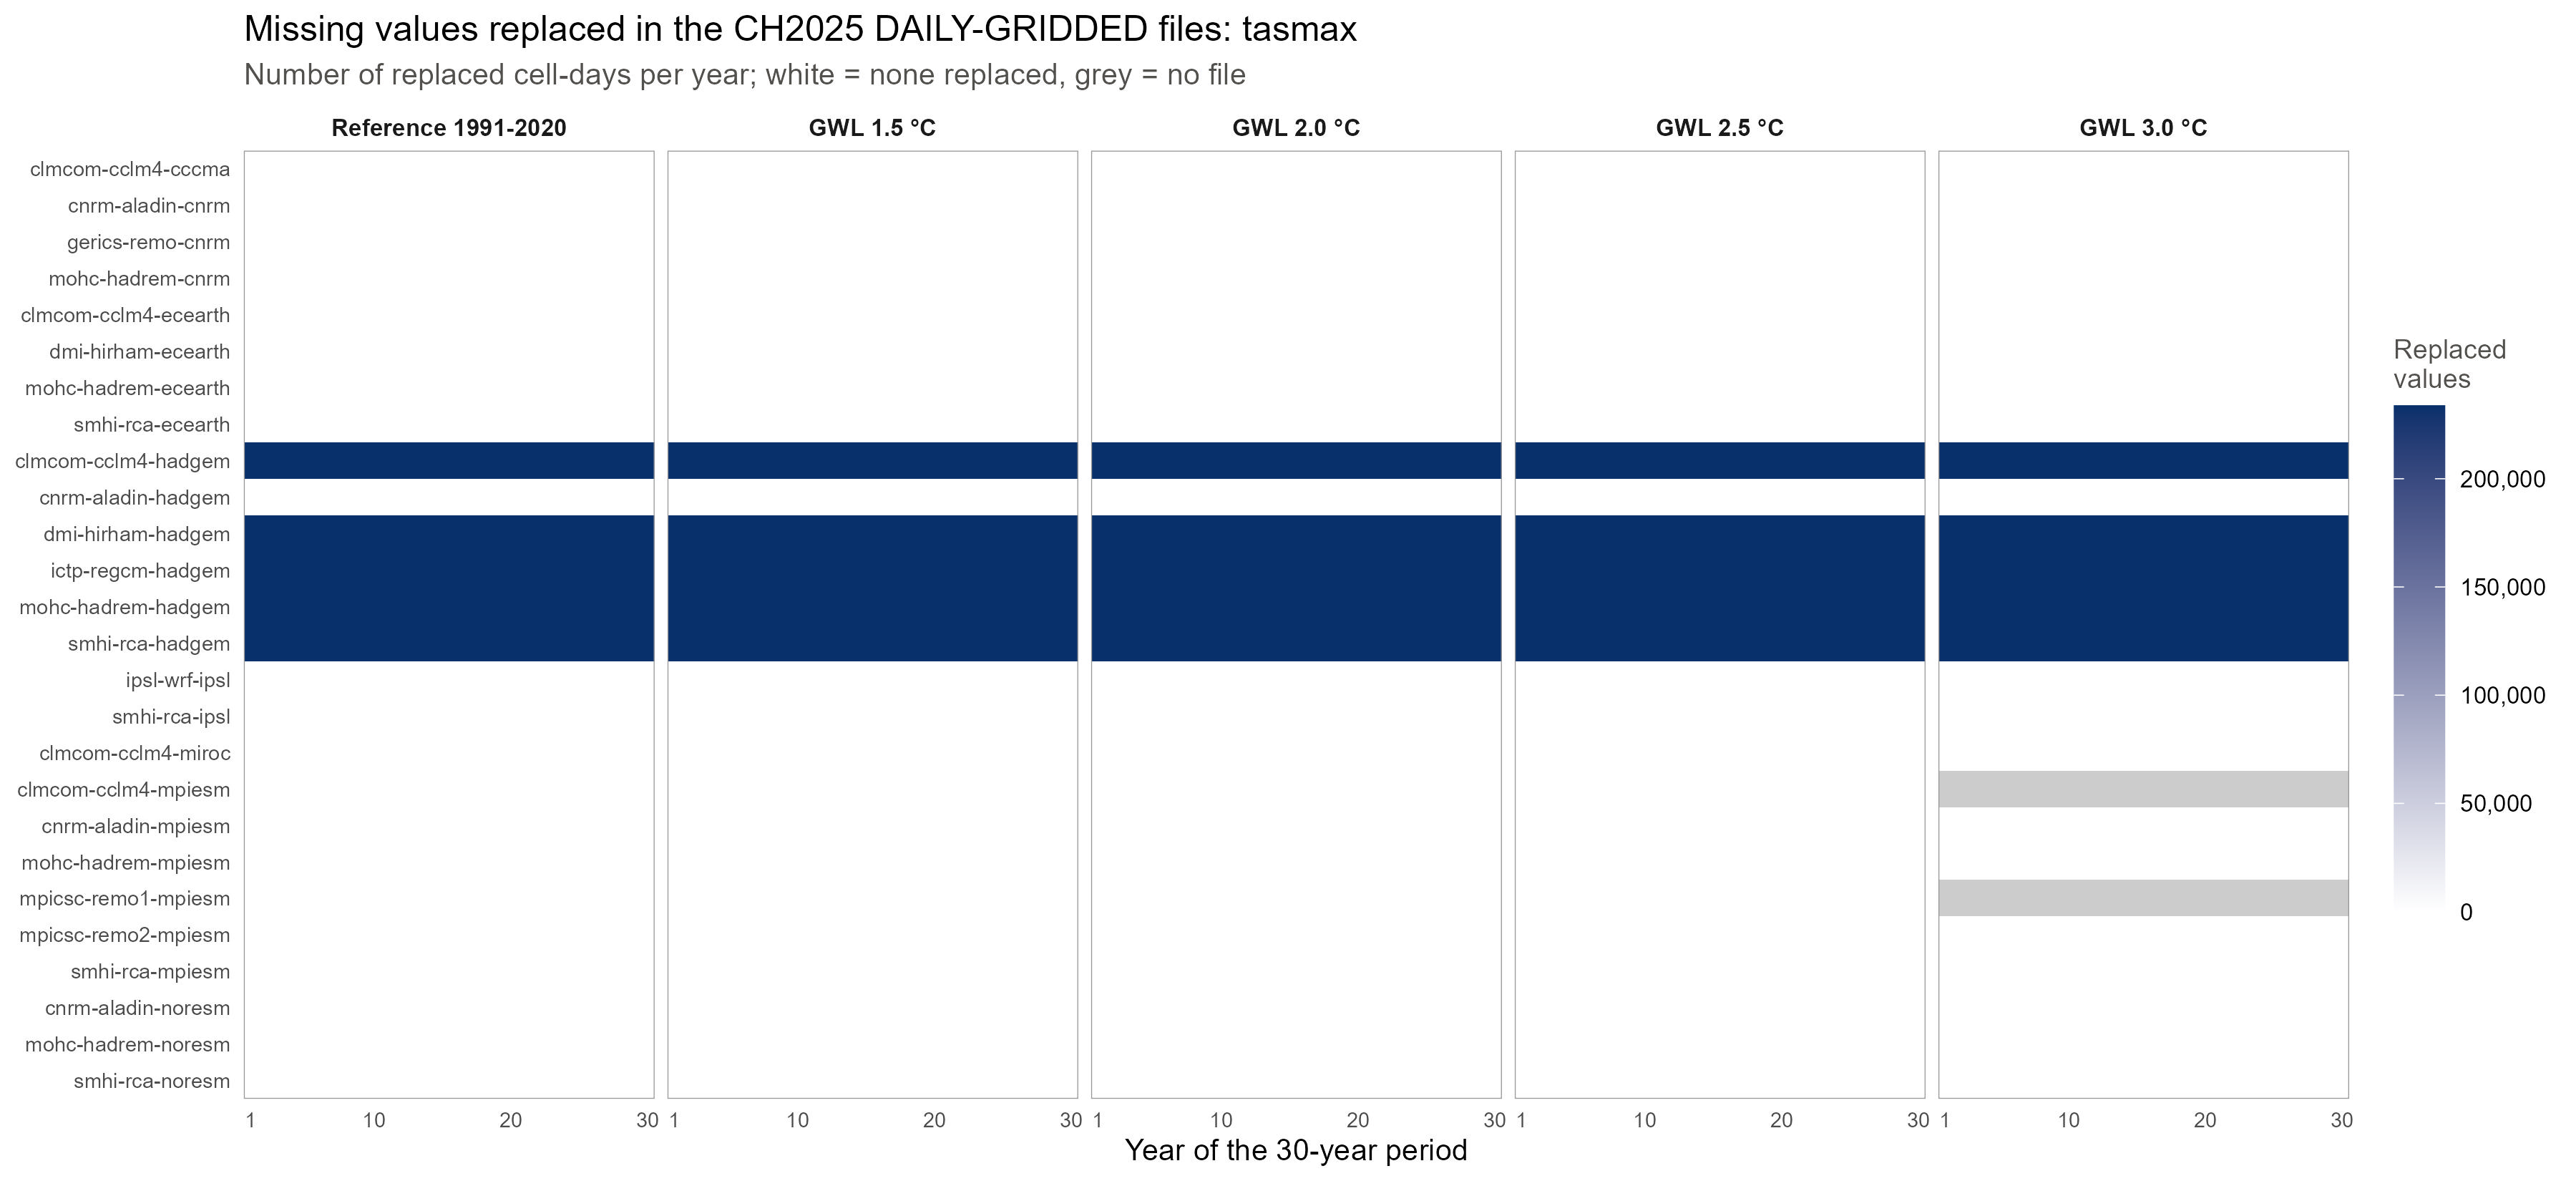 Missing values replaced in the CH2025 DAILY-GRIDDED files: tasmax
Number of replaced cell-days per year; white = none replaced, grey = no file
Reference 1991-2020
GWL 1.5 °C
GWL 2.0 °C
GWL 2.5 °C
GWL 3.0 °C
clmcom-cclm4-cccma
cnrm-aladin-cnrm
gerics-remo-cnrm
mohc-hadrem-cnrm
clmcom-cclm4-ecearth
dmi-hirham-ecearth
mohc-hadrem-ecearth
smhi-rca-ecearth
clmcom-cclm4-hadgem
cnrm-aladin-hadgem
dmi-hirham-hadgem
ictp-regcm-hadgem
mohc-hadrem-hadgem
smhi-rca-hadgem
ipsl-wrf-ipsl
smhi-rca-ipsl
clmcom-cclm4-miroc
clmcom-cclm4-mpiesm
cnrm-aladin-mpiesm
mohc-hadrem-mpiesm
mpicsc-remo1-mpiesm
mpicsc-remo2-mpiesm
smhi-rca-mpiesm
cnrm-aladin-noresm
mohc-hadrem-noresm
smhi-rca-noresm
1 10 20 30
1 10 20 30
1 10 20 30
1 10 20 30
1 10 20 30
Year of the 30-year period
Replaced
values
200,000
150,000
100,000
50,000
0